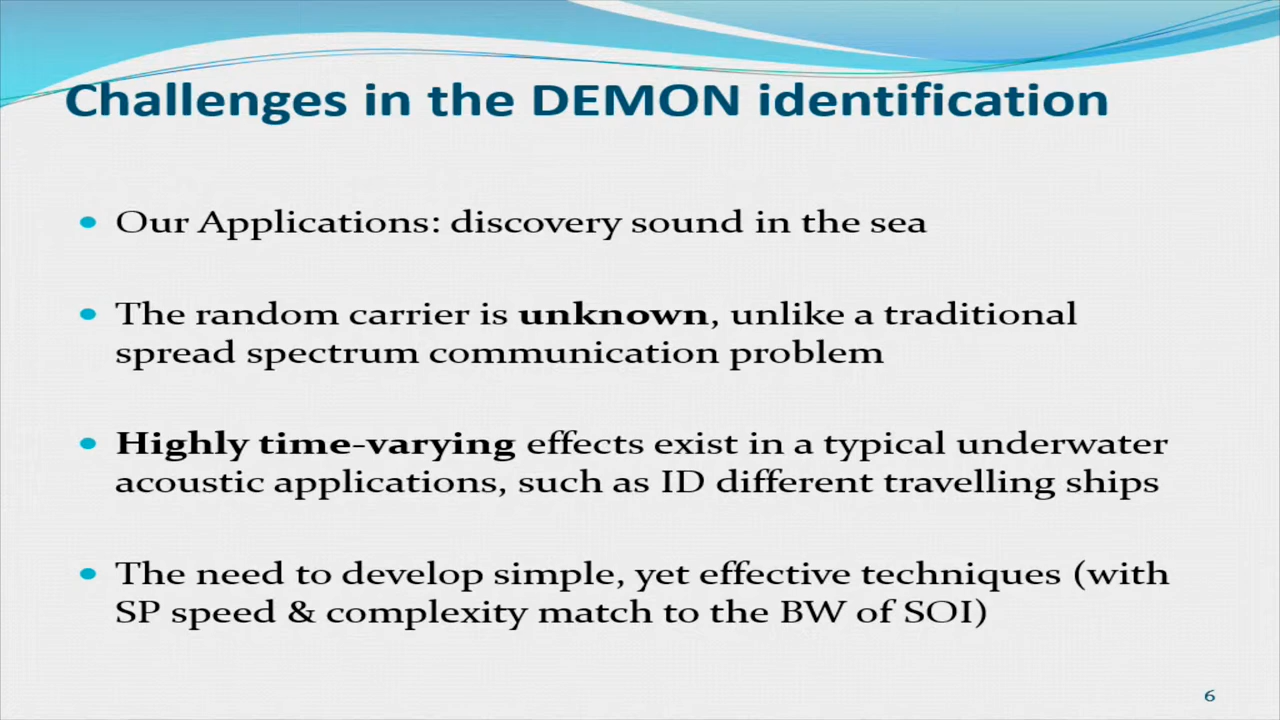 Challenges in the DEMON identification
• Our Applications: discovery sound in the sea
• The random carrier is unknown, unlike a traditional
spread spectrum communication problem
• Highly time-varying effects exist in a typical underwater
acoustic applications, such as ID different travelling ships
• The need to develop simple, yet effective techniques (with
SP speed & complexity match to the BW of SOI)
6